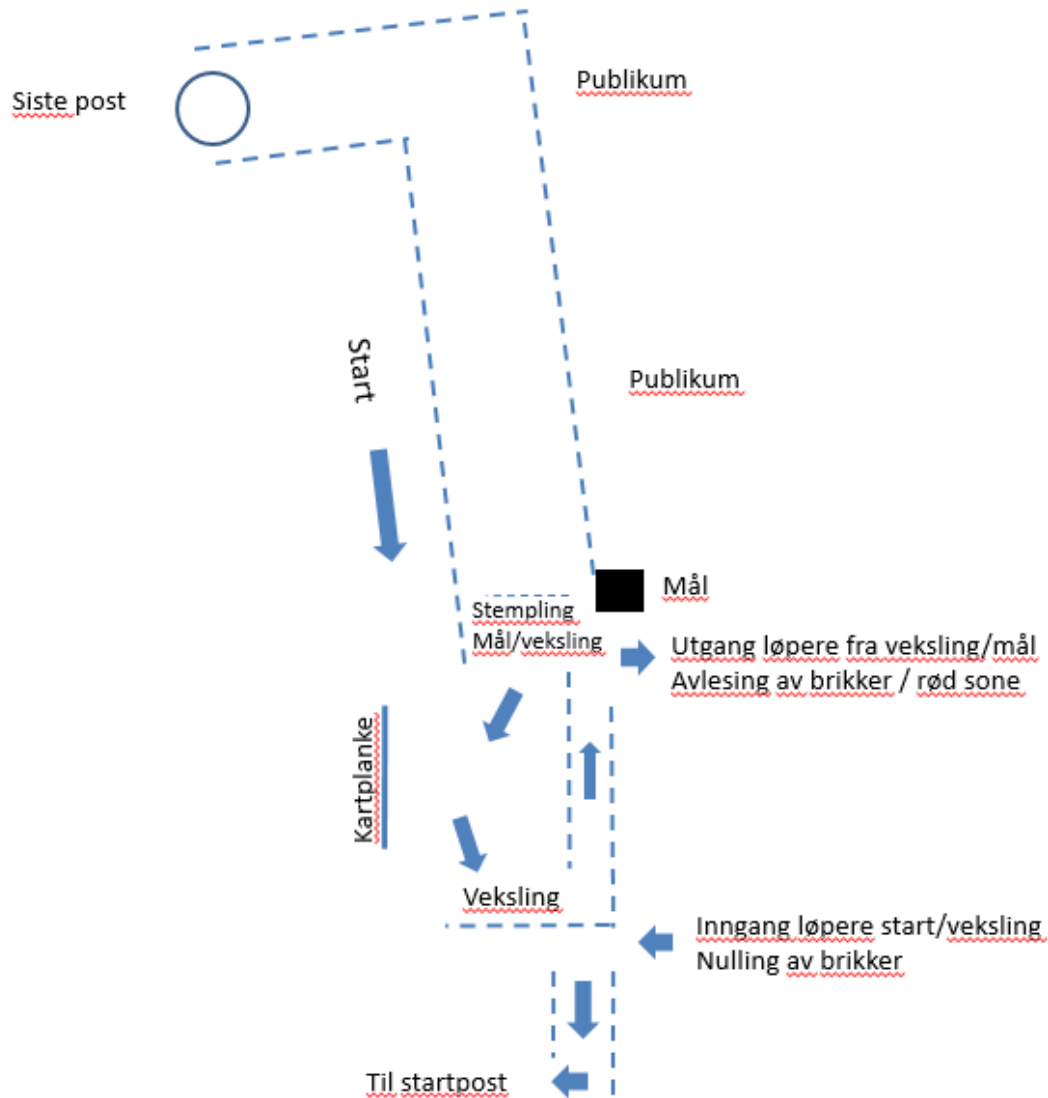 Publikum
Siste post
Start
Publikum
Mål
Stempling
Mål/veksling
Utgang løpere fra veksling/mål
Avlesing av brikker / rød sone
Kartplanke
Veksling
Inngang løpere start/veksling
Nulling av brikker
Til startpost